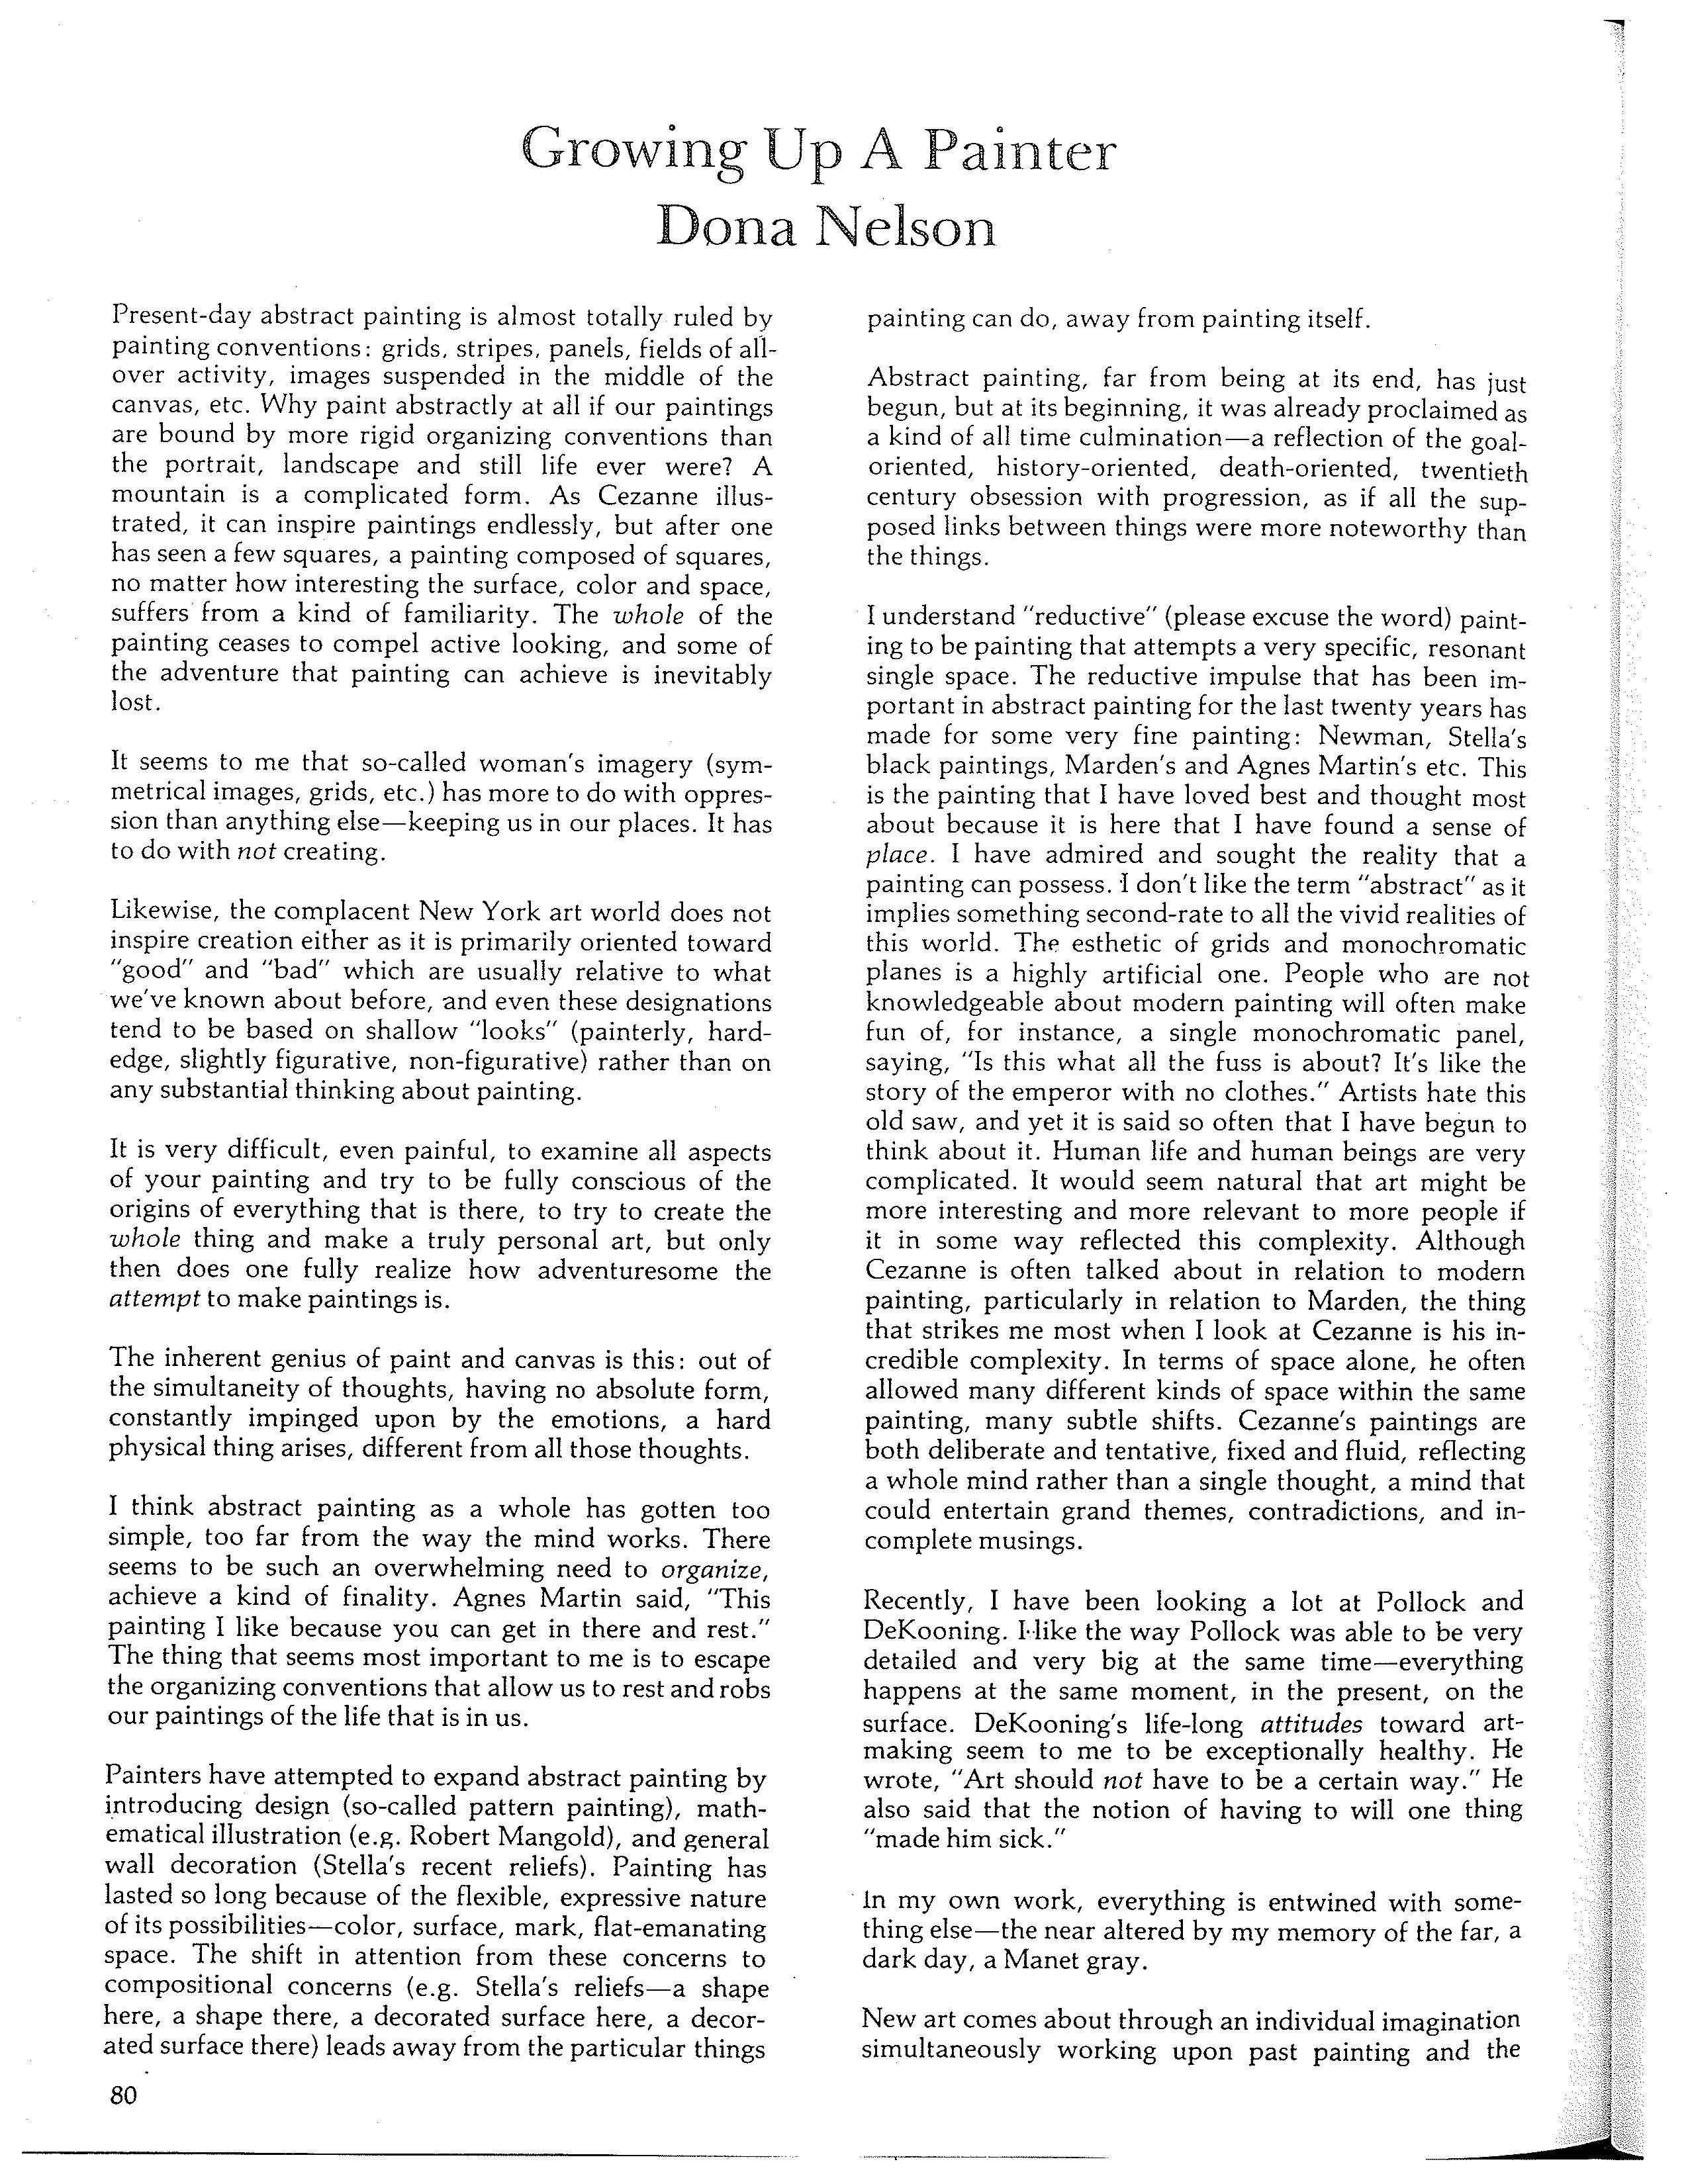 Growing Up A Painter
Dona Nelson
Present-day abstract painting is almost totally ruled by
painting conventions: grids, stripes, panels, fields of all-
over activity, images suspended in the middle of the
canvas, etc. Why paint abstractly at all if our paintings
are bound by more rigid organizing conventions than
the portrait, landscape and still life ever were? A
mountain is a complicated form. As Cezanne illus-
trated, it can inspire paintings endlessly, but after one
has seen a few squares, a painting composed of squares,
no matter how interesting the surface, color and space,
suffers from a kind of familiarity. The whole of the
painting ceases to compel active looking, and some of
the adventure that painting can achieve is inevitably
lost.
It seems to me that so-called woman's imagery (sym-
metrical images, grids, etc.) has more to do with oppres-
sion than anything else—keeping us in our places. It has
to do with not creating.
Likewise, the complacent New York art world does not
inspire creation either as it is primarily oriented toward
"good" and "bad" which are usually relative to what
we've known about before, and even these designations
tend to be based on shallow "looks" (painterly, hard-
edge, slightly figurative, non-figurative) rather than on
any substantial thinking about painting.
It is very difficult, even painful, to examine all aspects
of your painting and try to be fully conscious of the
origins of everything that is there, to try to create the
whole thing and make a truly personal art, but only
then does one fully realize how adventuresome the
attempt to make paintings is.
The inherent genius of paint and canvas is this: out of
the simultaneity of thoughts, having no absolute form,
constantly impinged upon by the emotions, a hard
physical thing arises, different from all those thoughts.
I think abstract painting as a whole has gotten too
simple, too far from the way the mind works. There
seems to be such an overwhelming need to organize,
achieve a kind of finality. Agnes Martin said, "This
painting I like because you can get in there and rest."
The thing that seems most important to me is to escape
the organizing conventions that allow us to rest and robs
our paintings of the life that is in us.
Painters have attempted to expand abstract painting by
introducing design (so-called pattern painting), math-
ematical illustration (e.g. Robert Mangold), and general
wall decoration (Stella's recent reliefs). Painting has
lasted so long because of the flexible, expressive nature
of its possibilities—color, surface, mark, flat-emanating
space. The shift in attention from these concerns to
compositional concerns (e.g. Stella's reliefs—a shape
here, a shape there, a decorated surface here, a decor-
ated surface there) leads away from the particular things
80
painting can do, away from painting itself.
Abstract painting, far from being at its end, has just
begun, but at its beginning, it was already proclaimed as
a kind of all time culmination—a reflection of the goal-
oriented, history-oriented, death-oriented, twentieth
century obsession with progression, as if all the sup-
posed links between things were more noteworthy than
the things.
I understand "reductive" (please excuse the word) paint-
ing to be painting that attempts a very specific, resonant
single space. The reductive impulse that has been im-
portant in abstract painting for the last twenty years has
made for some very fine painting: Newman, Stella's
black paintings, Marden's and Agnes Martin's etc. This
is the painting that I have loved best and thought most
about because it is here that I have found a sense of
place. I have admired and sought the reality that a
painting can possess. I don't like the term "abstract" as it
implies something second-rate to all the vivid realities of
this world. The esthetic of grids and monochromatic
planes is a highly artificial one. People who are not
knowledgeable about modern painting will often make
fun of, for instance, a single monochromatic panel,
saying, "Is this what all the fuss is about? It's like the
story of the emperor with no clothes." Artists hate this
old saw, and yet it is said so often that I have begun to
think about it. Human life and human beings are very
complicated. It would seem natural that art might be
more interesting and more relevant to more people if
it in some way reflected this complexity. Although
Cezanne is often talked about in relation to modern
painting, particularly in relation to Marden, the thing
that strikes me most when I look at Cezanne is his in-
credible complexity. In terms of space alone, he often
allowed many different kinds of space within the same
painting, many subtle shifts. Cezanne's paintings are
both deliberate and tentative, fixed and fluid, reflecting
a whole mind rather than a single thought, a mind that
could entertain grand themes, contradictions, and in-
complete musings.
Recently, I have been looking a lot at Pollock and
DeKooning. I like the way Pollock was able to be very
detailed and very big at the same time—everything
happens at the same moment, in the present, on the
surface. DeKooning's life-long attitudes toward art-
making seem to me to be exceptionally healthy. He
wrote, "Art should not have to be a certain way." He
also said that the notion of having to will one thing
"made him sick."
In my own work, everything is entwined with some-
thing else—the near altered by my memory of the far, a
dark day, a Manet gray.
New art comes about through an individual imagination
simultaneously working upon past painting and the